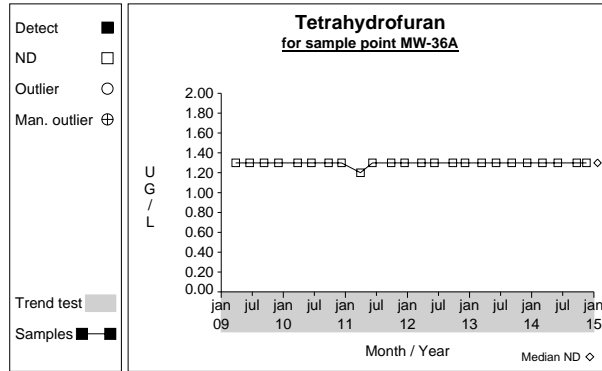 Detect
ND
Outlier
Man. outlier
Trend test
Samples
Tetrahydrofuran
for sample point MW-36A
UG/L
2.00
1.80
1.60
1.40
1.20
1.00
0.80
0.60
0.40
0.20
0.00
jan jul jan jul jan jul jan jul jan jul jan jul jan
09 10 11 12 13 14 15
Month / Year
Median ND